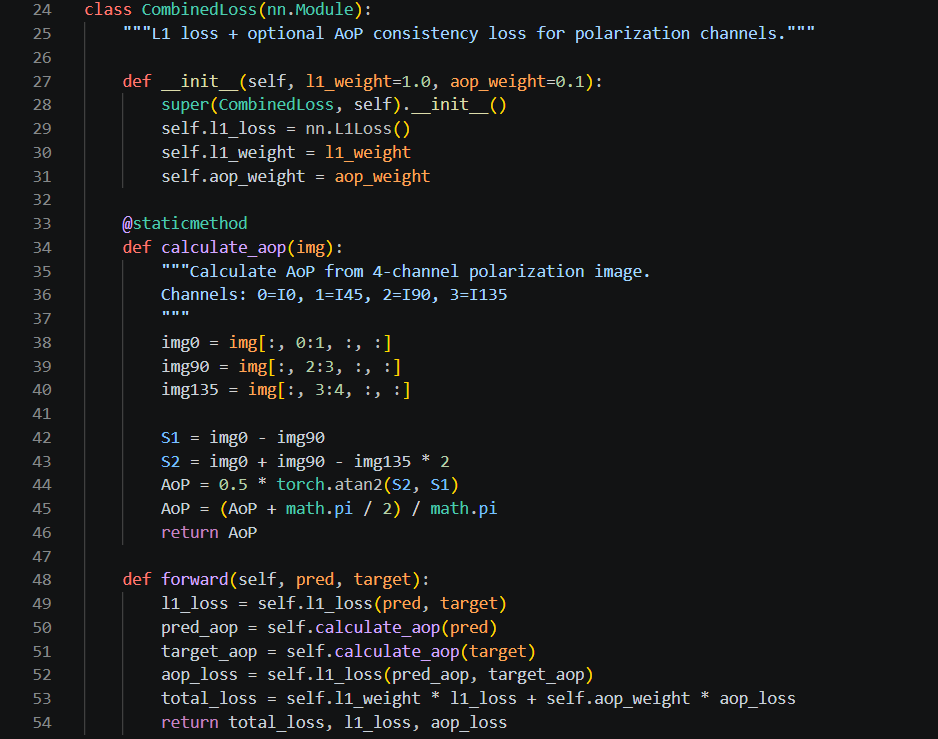 24 class CombinedLoss(nn.Module):
25     """L1 loss + optional AoP consistency loss for polarization channels."""
26
27     def __init__(self, l1_weight=1.0, aop_weight=0.1):
28         super(CombinedLoss, self).__init__()
29         self.l1_loss = nn.L1Loss()
30         self.l1_weight = l1_weight
31         self.aop_weight = aop_weight
32
33     @staticmethod
34     def calculate_aop(img):
35         """Calculate AoP from 4-channel polarization image.
36         Channels: 0=I0, 1=I45, 2=I90, 3=I135
37         """
38         img0 = img[:, 0:1, :, :]
39         img90 = img[:, 2:3, :, :]
40         img135 = img[:, 3:4, :, :]
41
42         S1 = img0 - img90
43         S2 = img0 + img90 - img135 * 2
44         AoP = 0.5 * torch.atan2(S2, S1)
45         AoP = (AoP + math.pi / 2) / math.pi
46         return AoP
47
48     def forward(self, pred, target):
49         l1_loss = self.l1_loss(pred, target)
50         pred_aop = self.calculate_aop(pred)
51         target_aop = self.calculate_aop(target)
52         aop_loss = self.l1_loss(pred_aop, target_aop)
53         total_loss = self.l1_weight * l1_loss + self.aop_weight * aop_loss
54         return total_loss, l1_loss, aop_loss